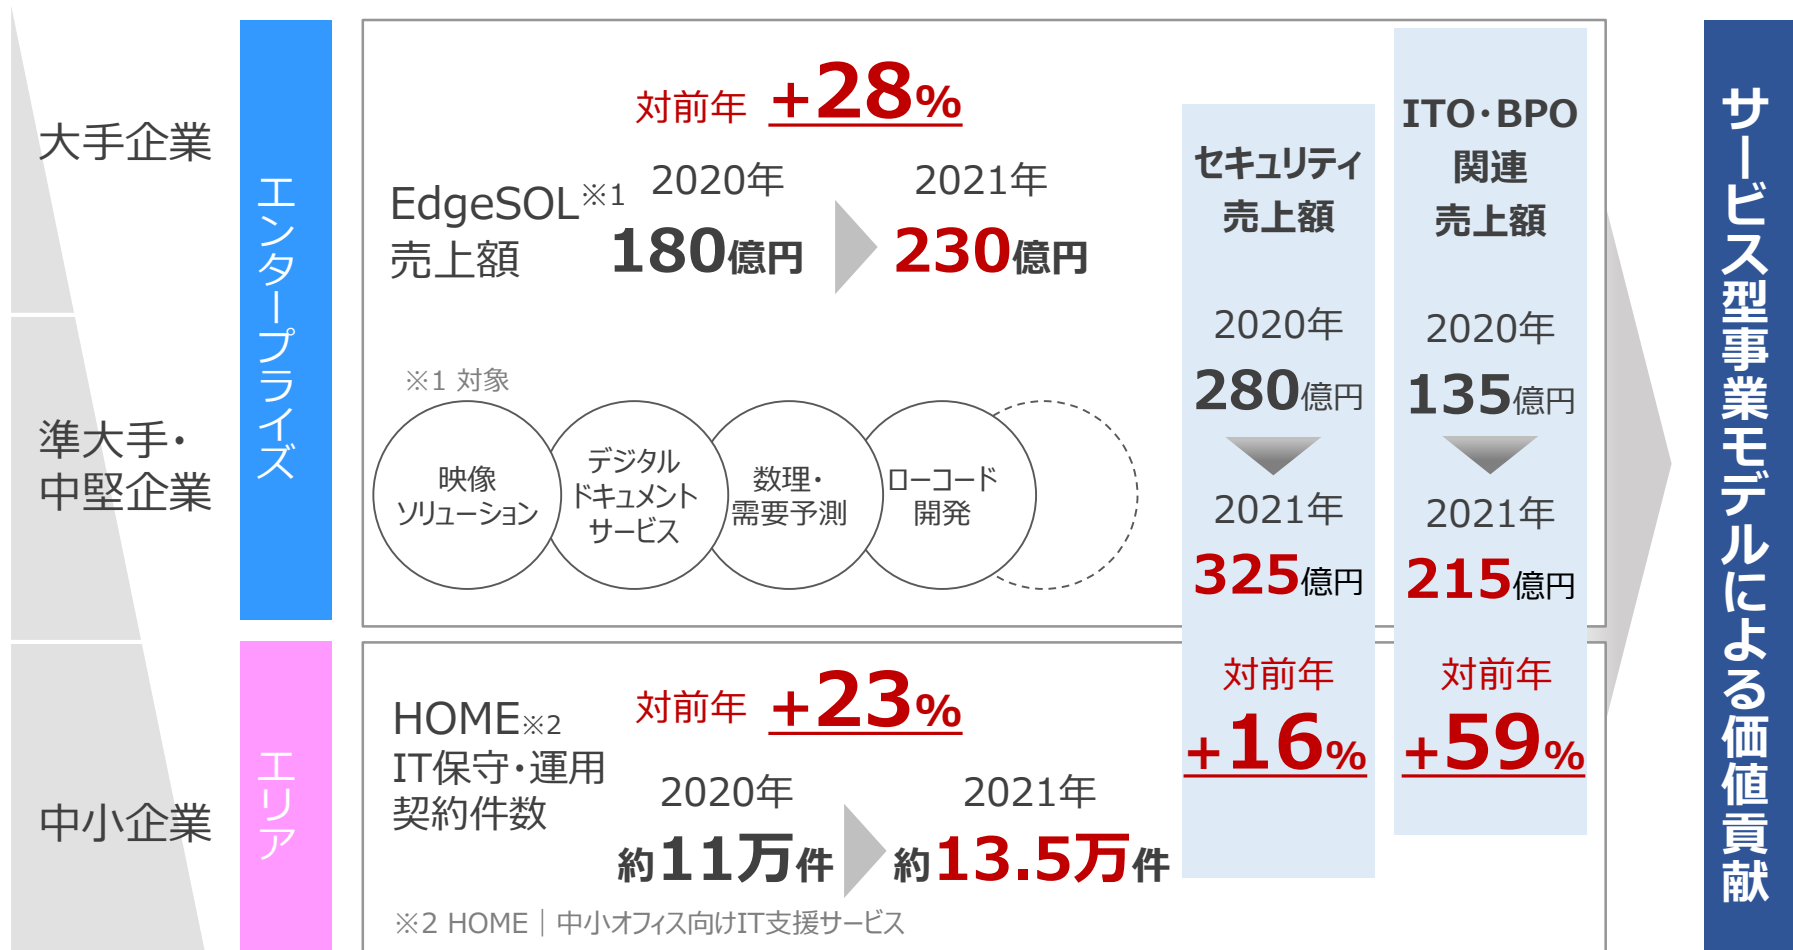 大手企業
準大手・
中堅企業
中小企業
エンタープライズ
エリア
対前年 +28%
EdgeSOL※1
売上額
2020年
180億円
2021年
230億円
※1 対象
映像
ソリューション
デジタル
ドキュメント
サービス
数理・
需要予測
ローコード
開発
HOME※2
IT保守・運用
契約件数
対前年 +23%
2020年
約11万件
2021年
約13.5万件
※2 HOME｜中小オフィス向けIT支援サービス
セキュリティ
売上額
2020年
280億円
2021年
325億円
対前年
+16%
ITO・BPO
関連
売上額
2020年
135億円
2021年
215億円
対前年
+59%
サービス型事業モデルによる価値貢献